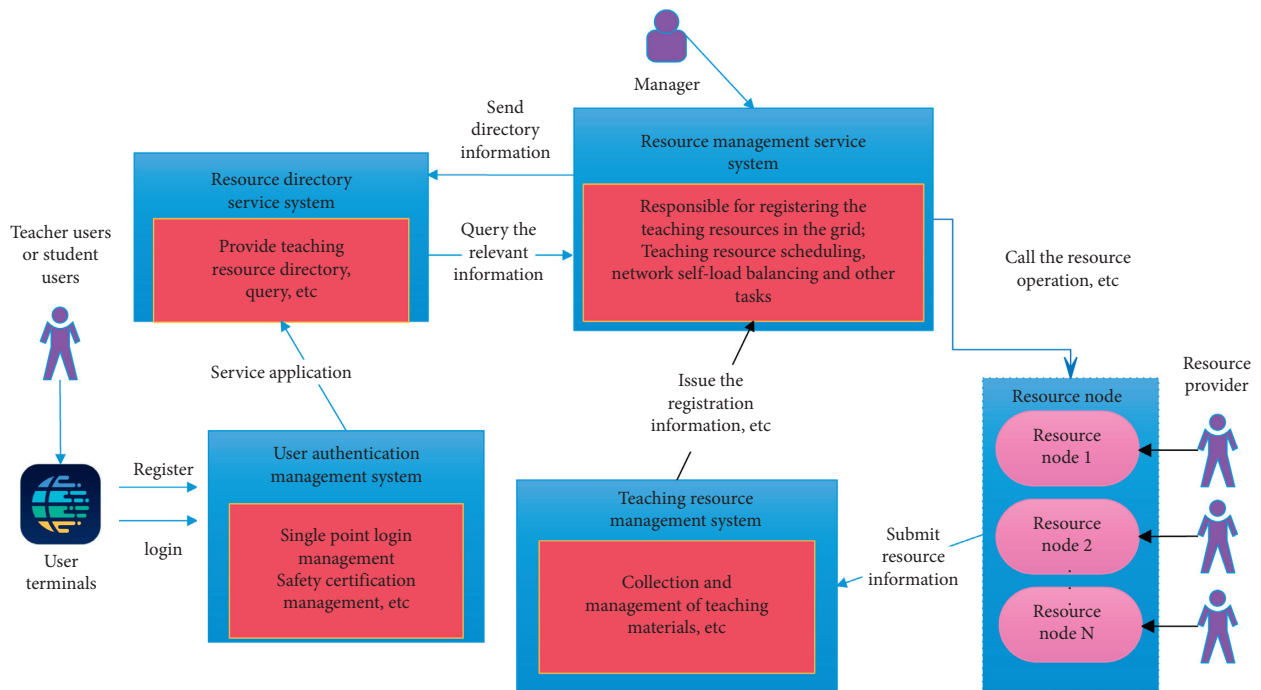 Manager
Send
directory
information
Resource management service
system
Responsible for registering the
teaching resources in the grid;
Teaching resource scheduling,
network self-load balancing and other
tasks
Resource directory
service system
Provide teaching
resource directory,
query, etc
Query the
relevant
information
Teacher users
or student
users
Call the resource
operation, etc
Service application
Issue the
registration
information, etc
Resource
provider
Resource node
Resource
node 1
Resource
node 2
.
.
.
Resource
node N
User authentication
management system
Single point login
management
Safety certification
management, etc
Register
login
User
terminals
Teaching resource
management system
Collection and
management of teaching
materials, etc
Submit
resource
information